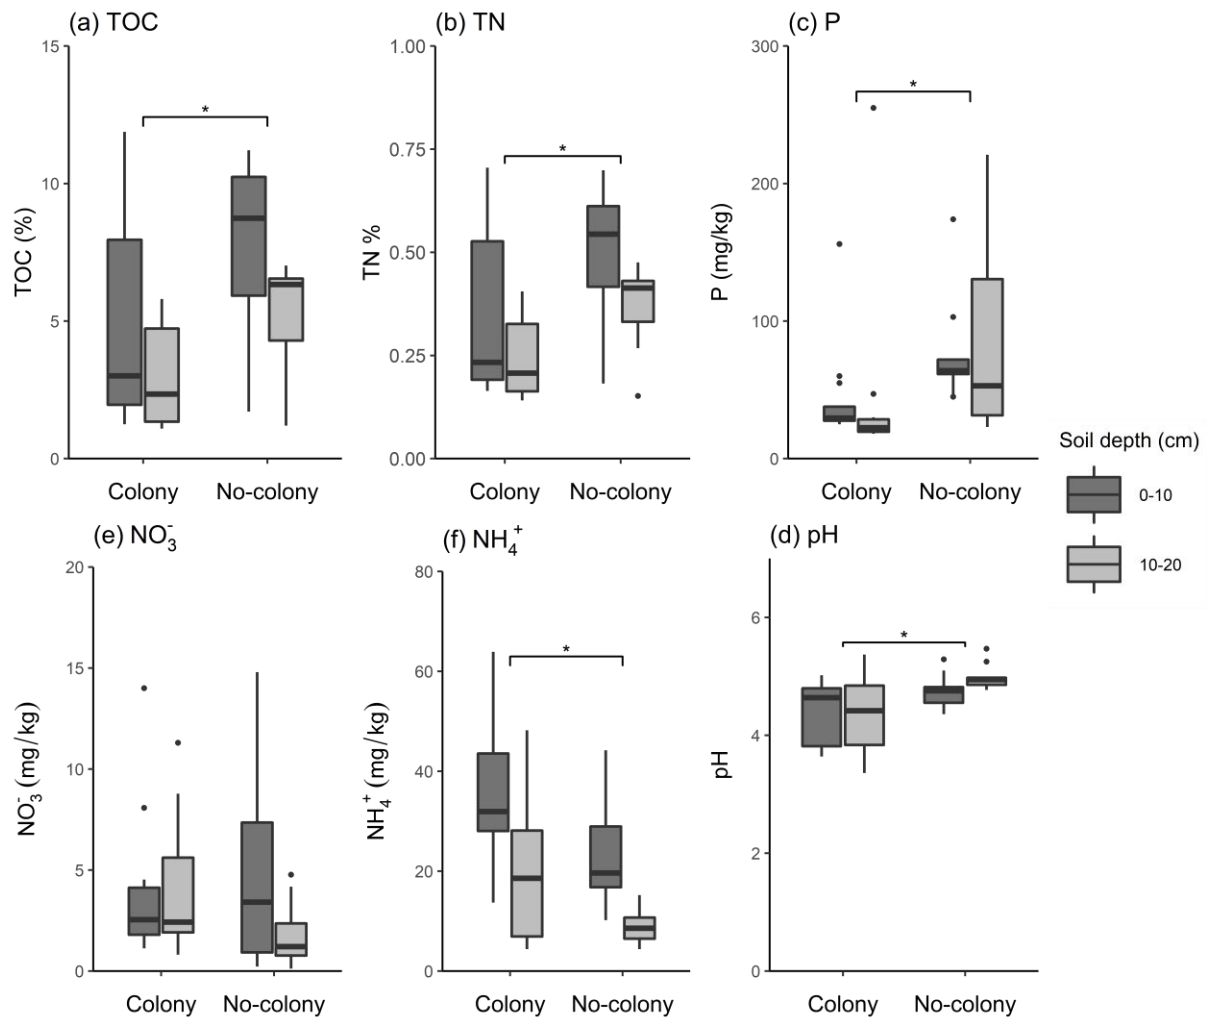 (a) TOC
15
10
5
0
TOC (%)
*
Colony No-colony
(b) TN
1.00
0.75
0.50
0.25
0.00
TN %
*
Colony No-colony
(c) P
300
200
100
0
P (mg/kg)
*
Colony No-colony
Soil depth (cm)
0-10
10-20
(e) NO₃⁻
20
15
10
5
0
NO₃⁻ (mg/kg)
Colony No-colony
(f) NH₄⁺
80
60
40
20
0
NH₄⁺ (mg/kg)
*
Colony No-colony
(d) pH
6
4
2
0
pH
*
Colony No-colony